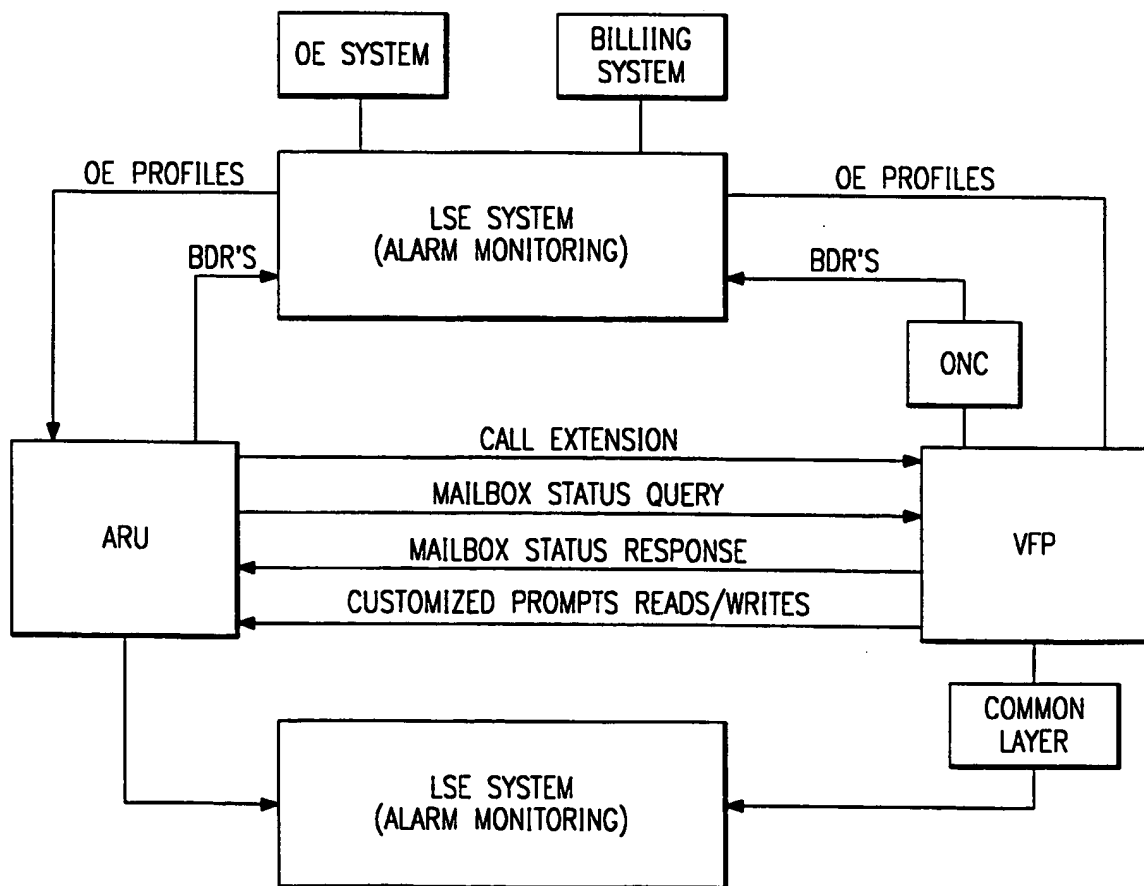 OE SYSTEM
BILLIING
SYSTEM
OE PROFILES
OE PROFILES
LSE SYSTEM
(ALARM MONITORING)
BDR'S
BDR'S
ONC
CALL EXTENSION
MAILBOX STATUS QUERY
ARU
VFP
MAILBOX STATUS RESPONSE
CUSTOMIZED PROMPTS READS/WRITES
COMMON
LAYER
LSE SYSTEM
(ALARM MONITORING)